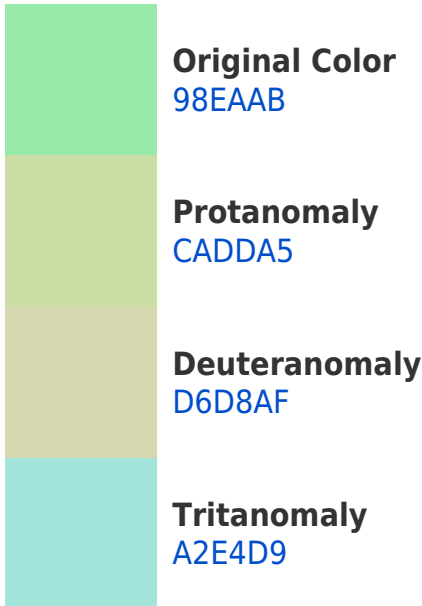 Original Color
98EAAB
Protanomaly
CADDA5
Deuteranomaly
D6D8AF
Tritanomaly
A2E4D9